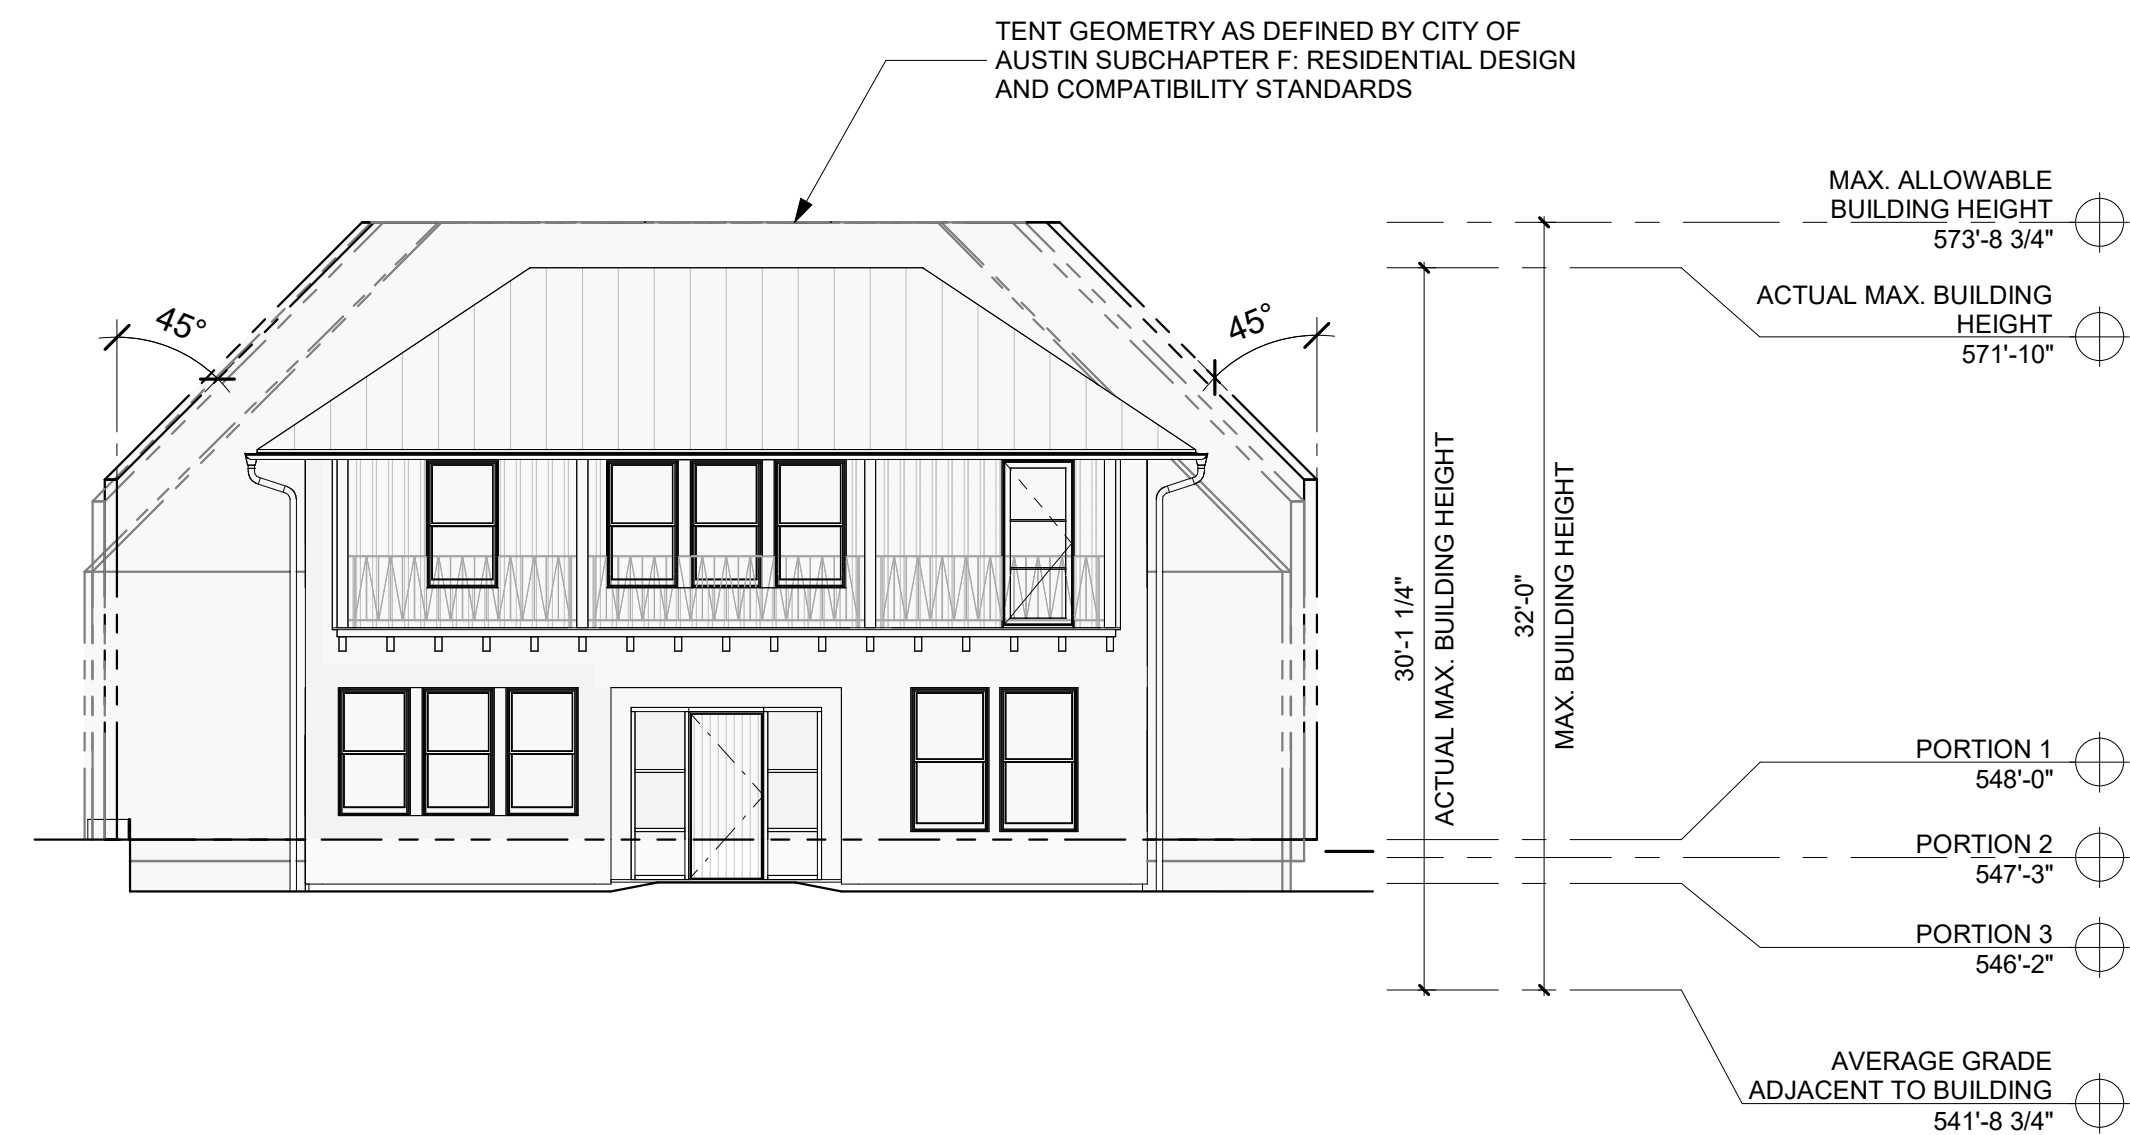 TENT GEOMETRY AS DEFINED BY CITY OF
AUSTIN SUBCHAPTER F: RESIDENTIAL DESIGN
AND COMPATIBILITY STANDARDS
MAX. ALLOWABLE
BUILDING HEIGHT
573'-8 3/4"
ACTUAL MAX. BUILDING
HEIGHT
571'-10"
45°
45°
30'-1 1/4"
ACTUAL MAX. BUILDING HEIGHT
32'-0"
MAX. BUILDING HEIGHT
PORTION 1
548'-0"
PORTION 2
547'-3"
PORTION 3
546'-2"
AVERAGE GRADE
ADJACENT TO BUILDING
541'-8 3/4"